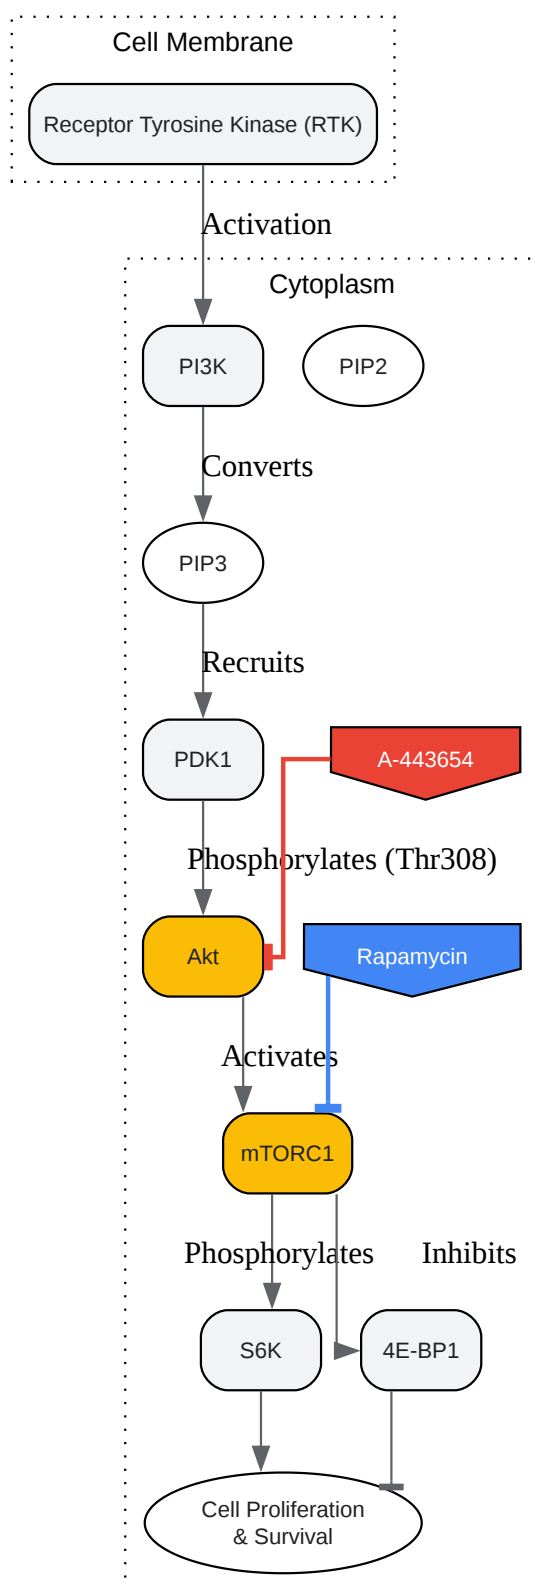 Cell Membrane
Receptor Tyrosine Kinase (RTK)
Activation
Cytoplasm
PI3K
PIP2
Converts
PIP3
Recruits
PDK1
A-443654
Phosphorylates (Thr308)
Akt
Rapamycin
Activates
mTORC1
Phosphorylates
Inhibits
S6K
4E-BP1
Cell Proliferation
& Survival